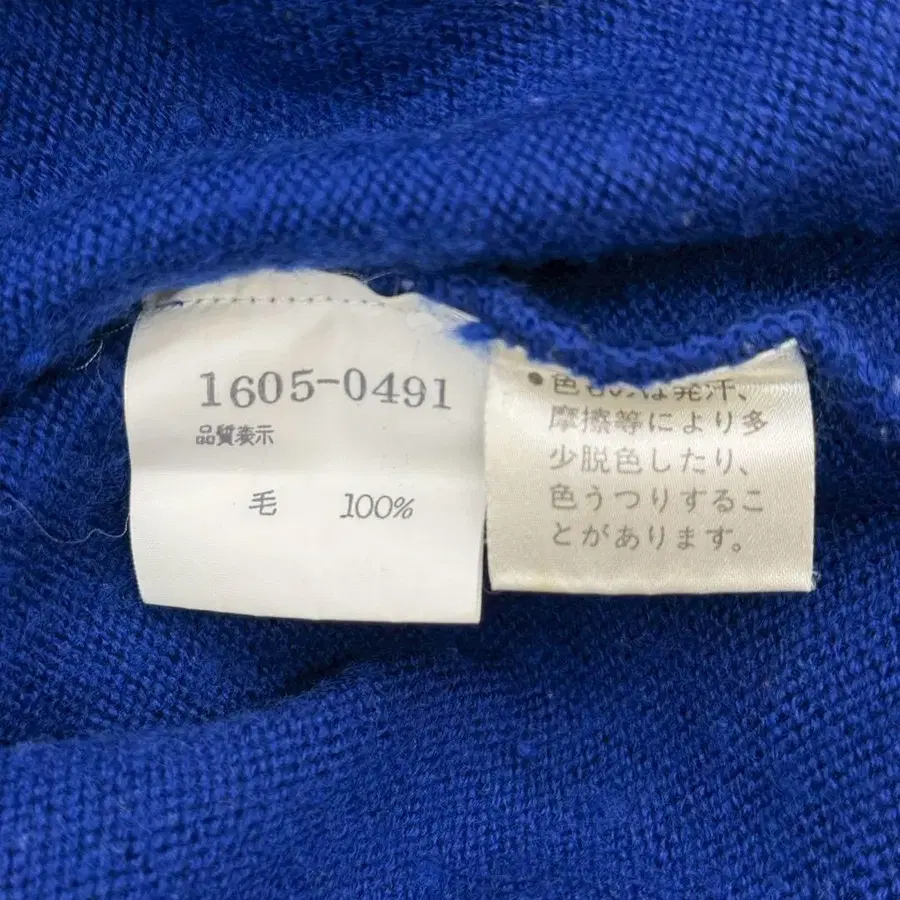 1605-0491
品質表示
毛 100%
●色ものは発汗、
摩擦等により多
少脱色したり、
色うつりするこ
とがあります。